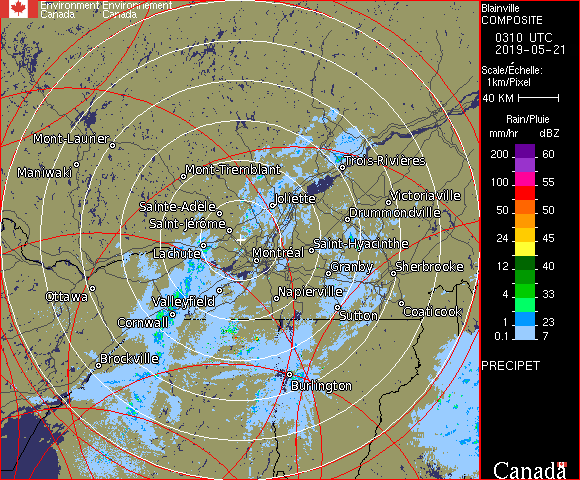 Environment Environnement
Canada Canada
Blainville
COMPOSITE
0310 UTC
2019-05-21
Scale/Échelle:
1km/Pixel
40 KM
Rain/Pluie
mm/hr dBZ
200 60
150 55
100 55
50 50
24 45
12 40
4 33
1 23
0.1 7
PRECIPET
Mont-Laurier
Maniwaki
Mont-Tremblant
Trois-Rivières
Sainte-Adèle
Joliette
Victoriaville
Saint-Jérôme
Drummondville
Lachute
Montréal
Saint-Hyacinthe
Granby
Sherbrooke
Ottawa
Valleyfield
Napierville
Cornwall
Sutton
Coaticook
Brockville
Burlington
Canada